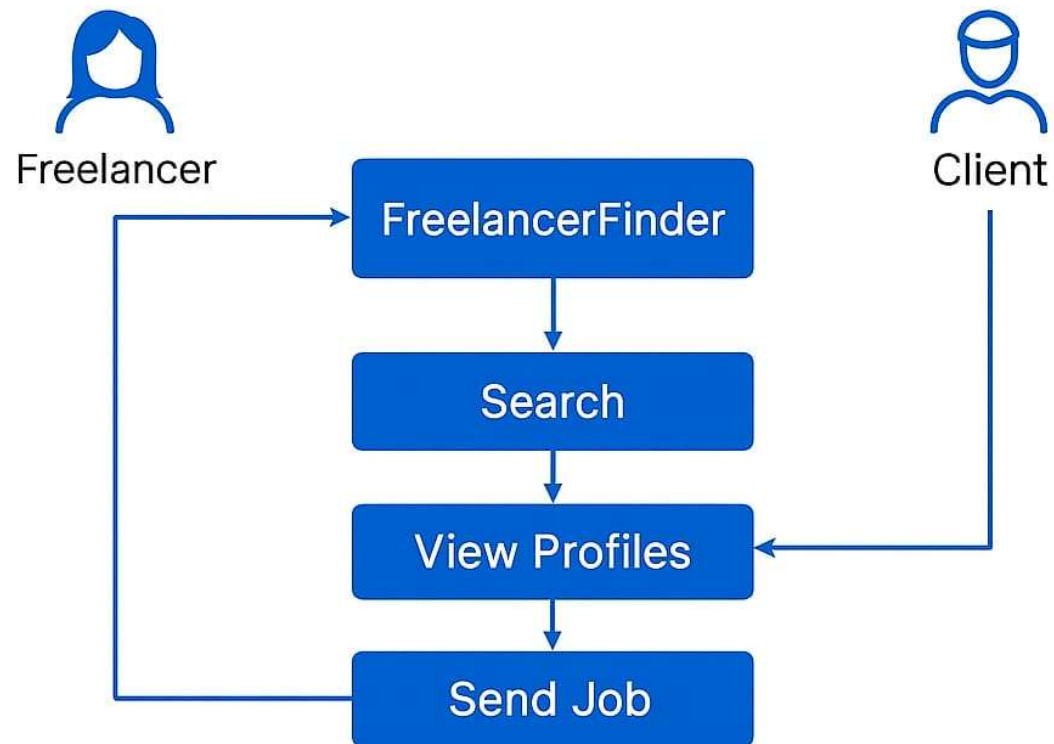 Freelancer
Client
FreelancerFinder
Search
View Profiles
Send Job